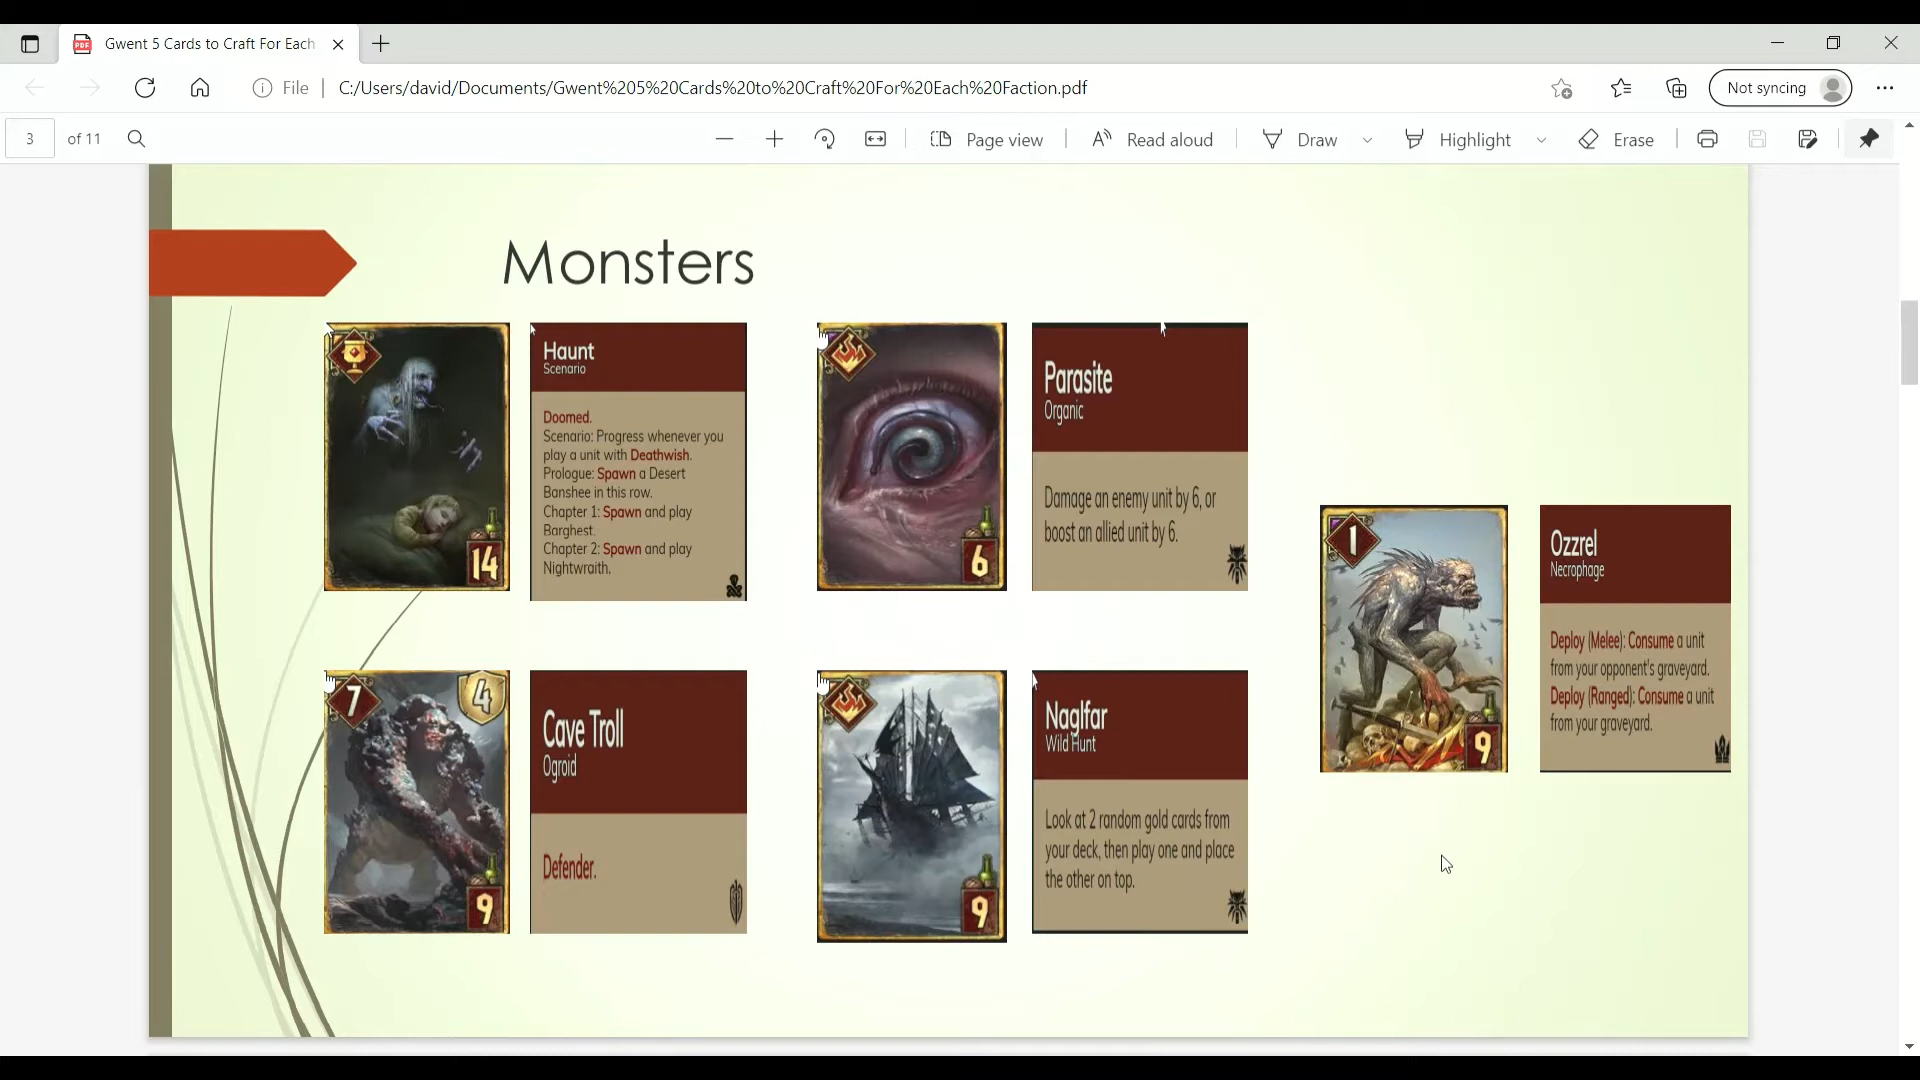 Gwent 5 Cards to Craft For Each
File
C:/Users/david/Documents/Gwent%205%20Cards%20to%20Craft%20For%20Each%20Faction.pdf
Not syncing
3
of 11
Page view
Read aloud
Draw
Highlight
Erase
Monsters
14
Haunt
Scenario
Doomed.
Scenario: Progress whenever you
play a unit with Deathwish.
Prologue: Spawn a Desert
Banshee in this row.
Chapter 1: Spawn and play
Barghest.
Chapter 2: Spawn and play
Nightwraith.
6
Parasite
Organic
Damage an enemy unit by 6, or
boost an allied unit by 6.
1
9
Ozzrel
Necrophage
Deploy (Melee): Consume a unit
from your opponent's graveyard.
Deploy (Ranged): Consume a unit
from your graveyard.
7
4
9
Cave Troll
Ogroid
Defender.
9
Naglfar
Wild Hunt
Look at 2 random gold cards from
your deck, then play one and place
the other on top.